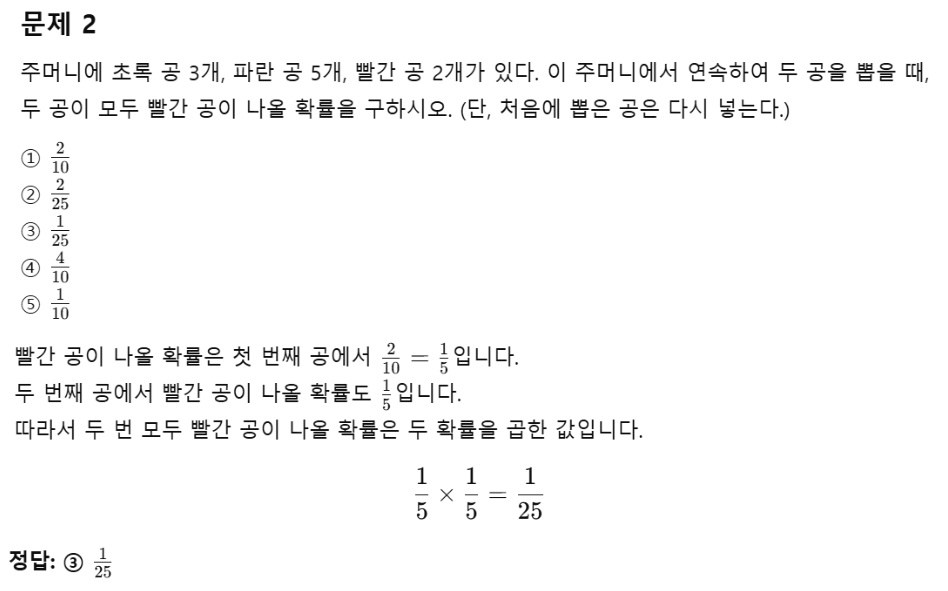 문제 2
주머니에 초록 공 3개, 파란 공 5개, 빨간 공 2개가 있다. 이 주머니에서 연속하여 두 공을 뽑을 때,
두 공이 모두 빨간 공이 나올 확률을 구하시오. (단, 처음에 뽑은 공은 다시 넣는다.)
① 2/10
② 2/25
③ 1/25
④ 4/10
⑤ 1/10
빨간 공이 나올 확률은 첫 번째 공에서 2/10 = 1/5입니다.
두 번째 공에서 빨간 공이 나올 확률도 1/5입니다.
따라서 두 번 모두 빨간 공이 나올 확률은 두 확률을 곱한 값입니다.
1/5 × 1/5 = 1/25
정답: ③ 1/25